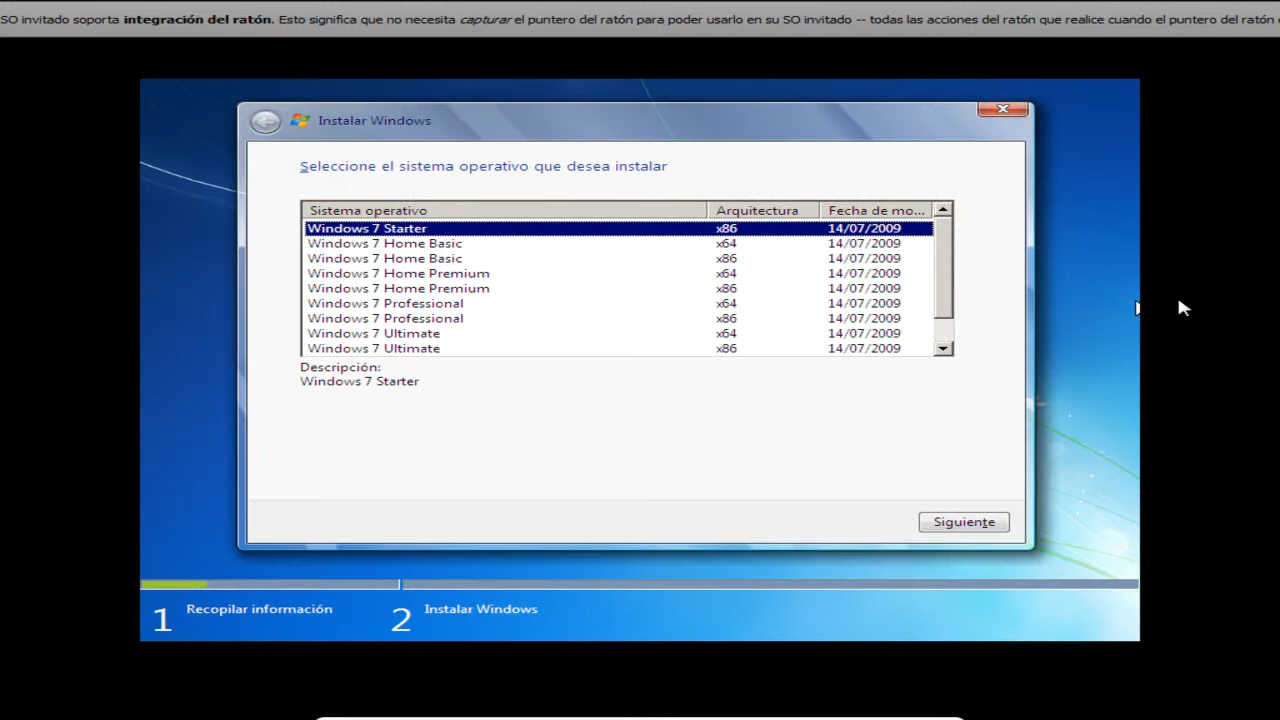 SO invitado soporta integración del ratón. Esto significa que no necesita capturar el puntero del ratón para poder usarlo en su SO invitado -- todas las acciones del ratón que realice cuando el puntero del ratón
Instalar Windows
Seleccione el sistema operativo que desea instalar
Sistema operativo Arquitectura Fecha de mo...
Windows 7 Starter x86 14/07/2009
Windows 7 Home Basic x64 14/07/2009
Windows 7 Home Basic x86 14/07/2009
Windows 7 Home Premium x64 14/07/2009
Windows 7 Home Premium x86 14/07/2009
Windows 7 Professional x64 14/07/2009
Windows 7 Professional x86 14/07/2009
Windows 7 Ultimate x64 14/07/2009
Windows 7 Ultimate x86 14/07/2009
Descripción:
Windows 7 Starter
Siguiente
1 Recopilar información 2 Instalar Windows